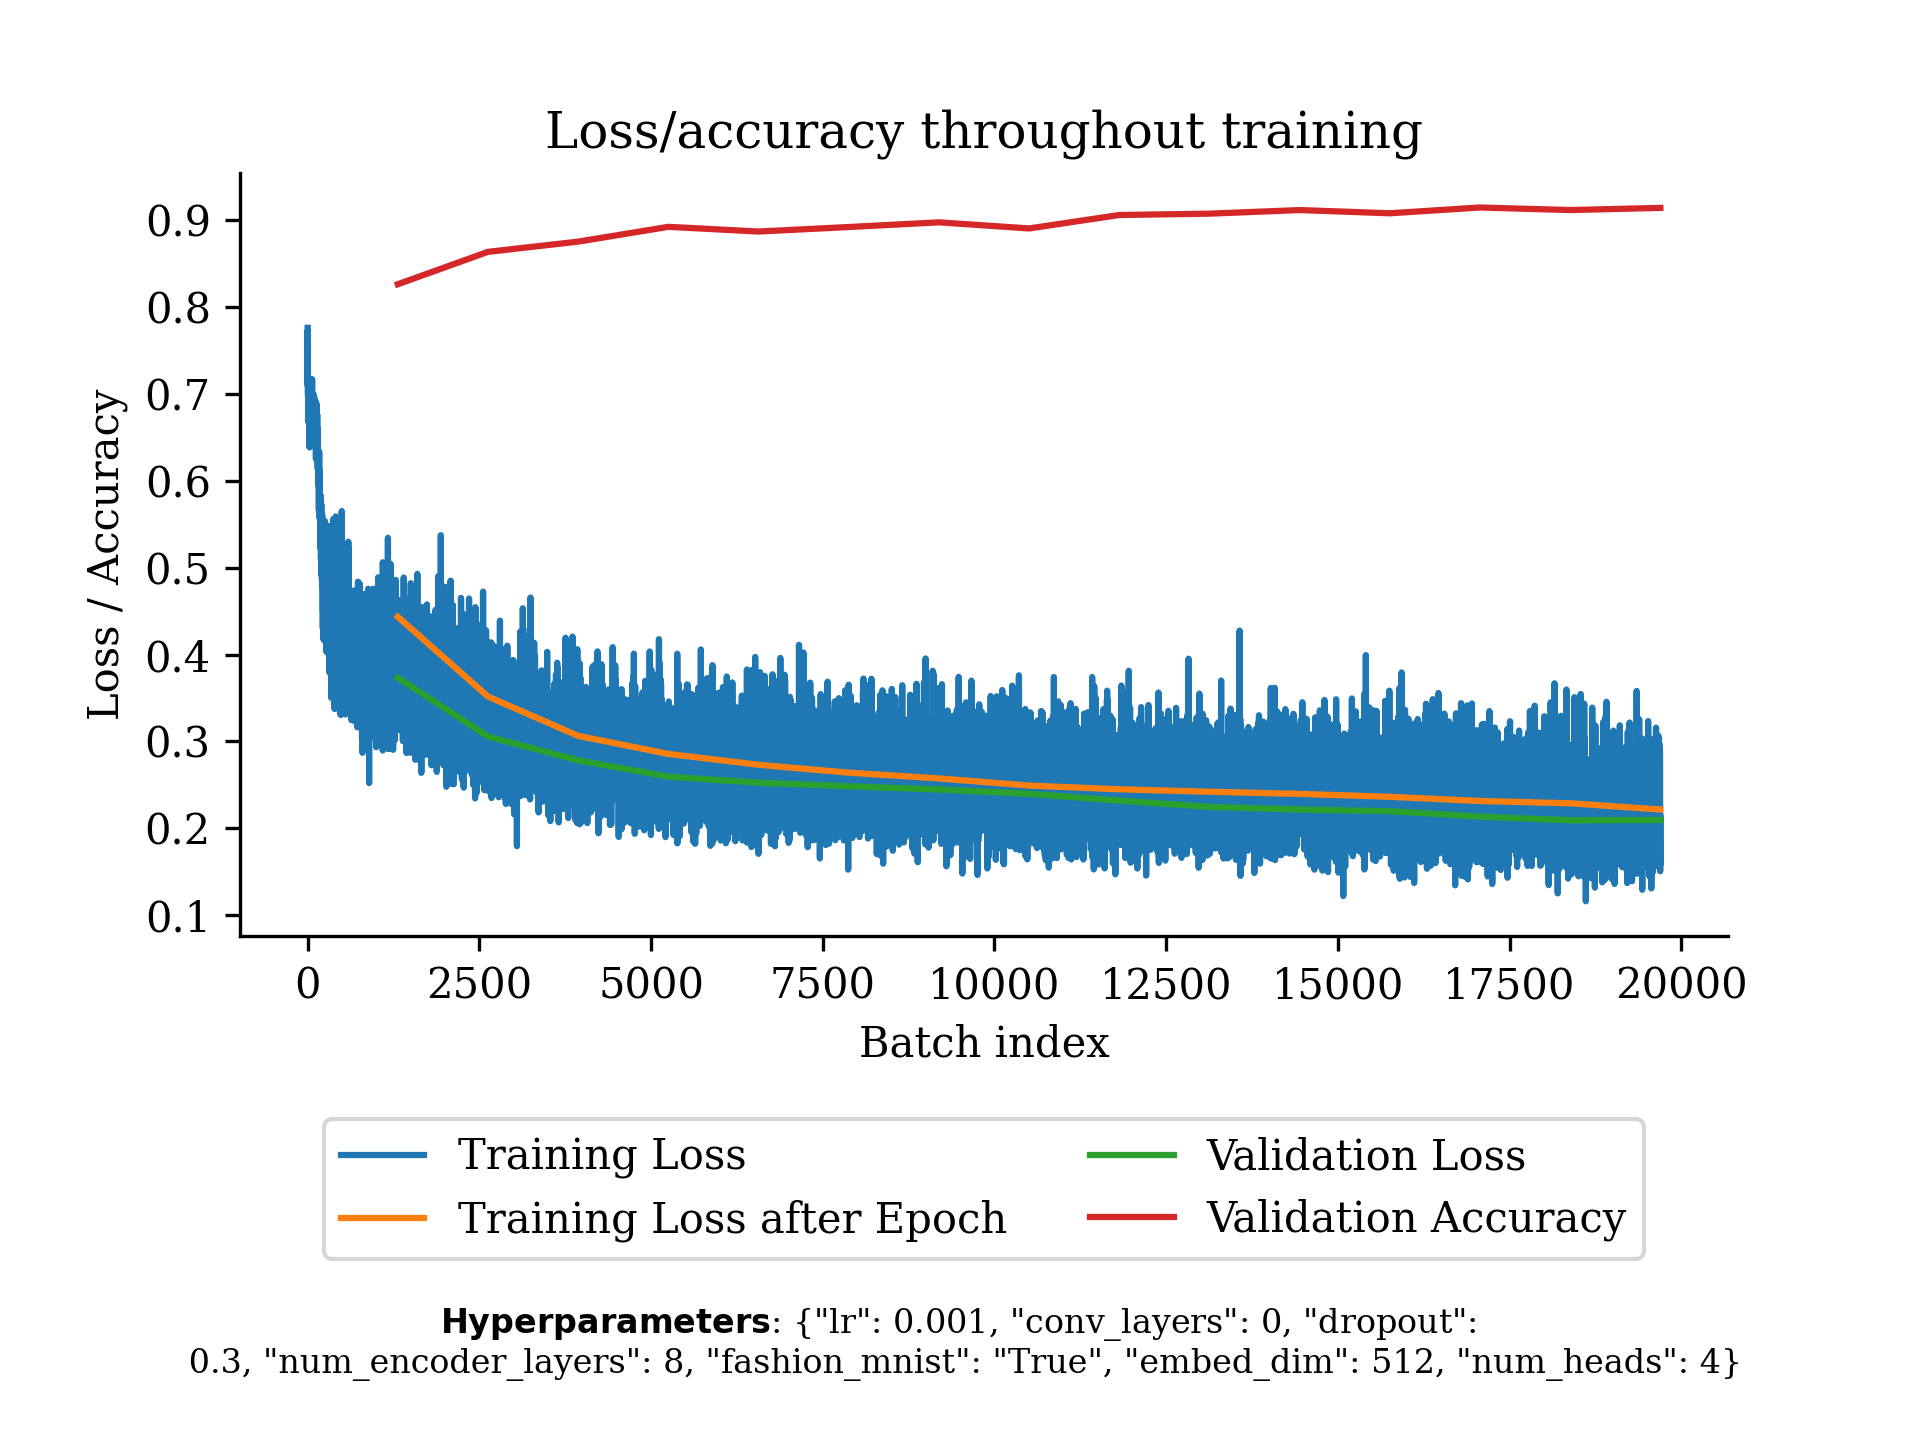 Loss/accuracy throughout training
Loss / Accuracy
0.9
0.8
0.7
0.6
0.5
0.4
0.3
0.2
0.1
0 2500 5000 7500 10000 12500 15000 17500 20000
Batch index
Training Loss
Training Loss after Epoch
Validation Loss
Validation Accuracy
Hyperparameters: {"lr": 0.001, "conv_layers": 0, "dropout":
0.3, "num_encoder_layers": 8, "fashion_mnist": "True", "embed_dim": 512, "num_heads": 4}